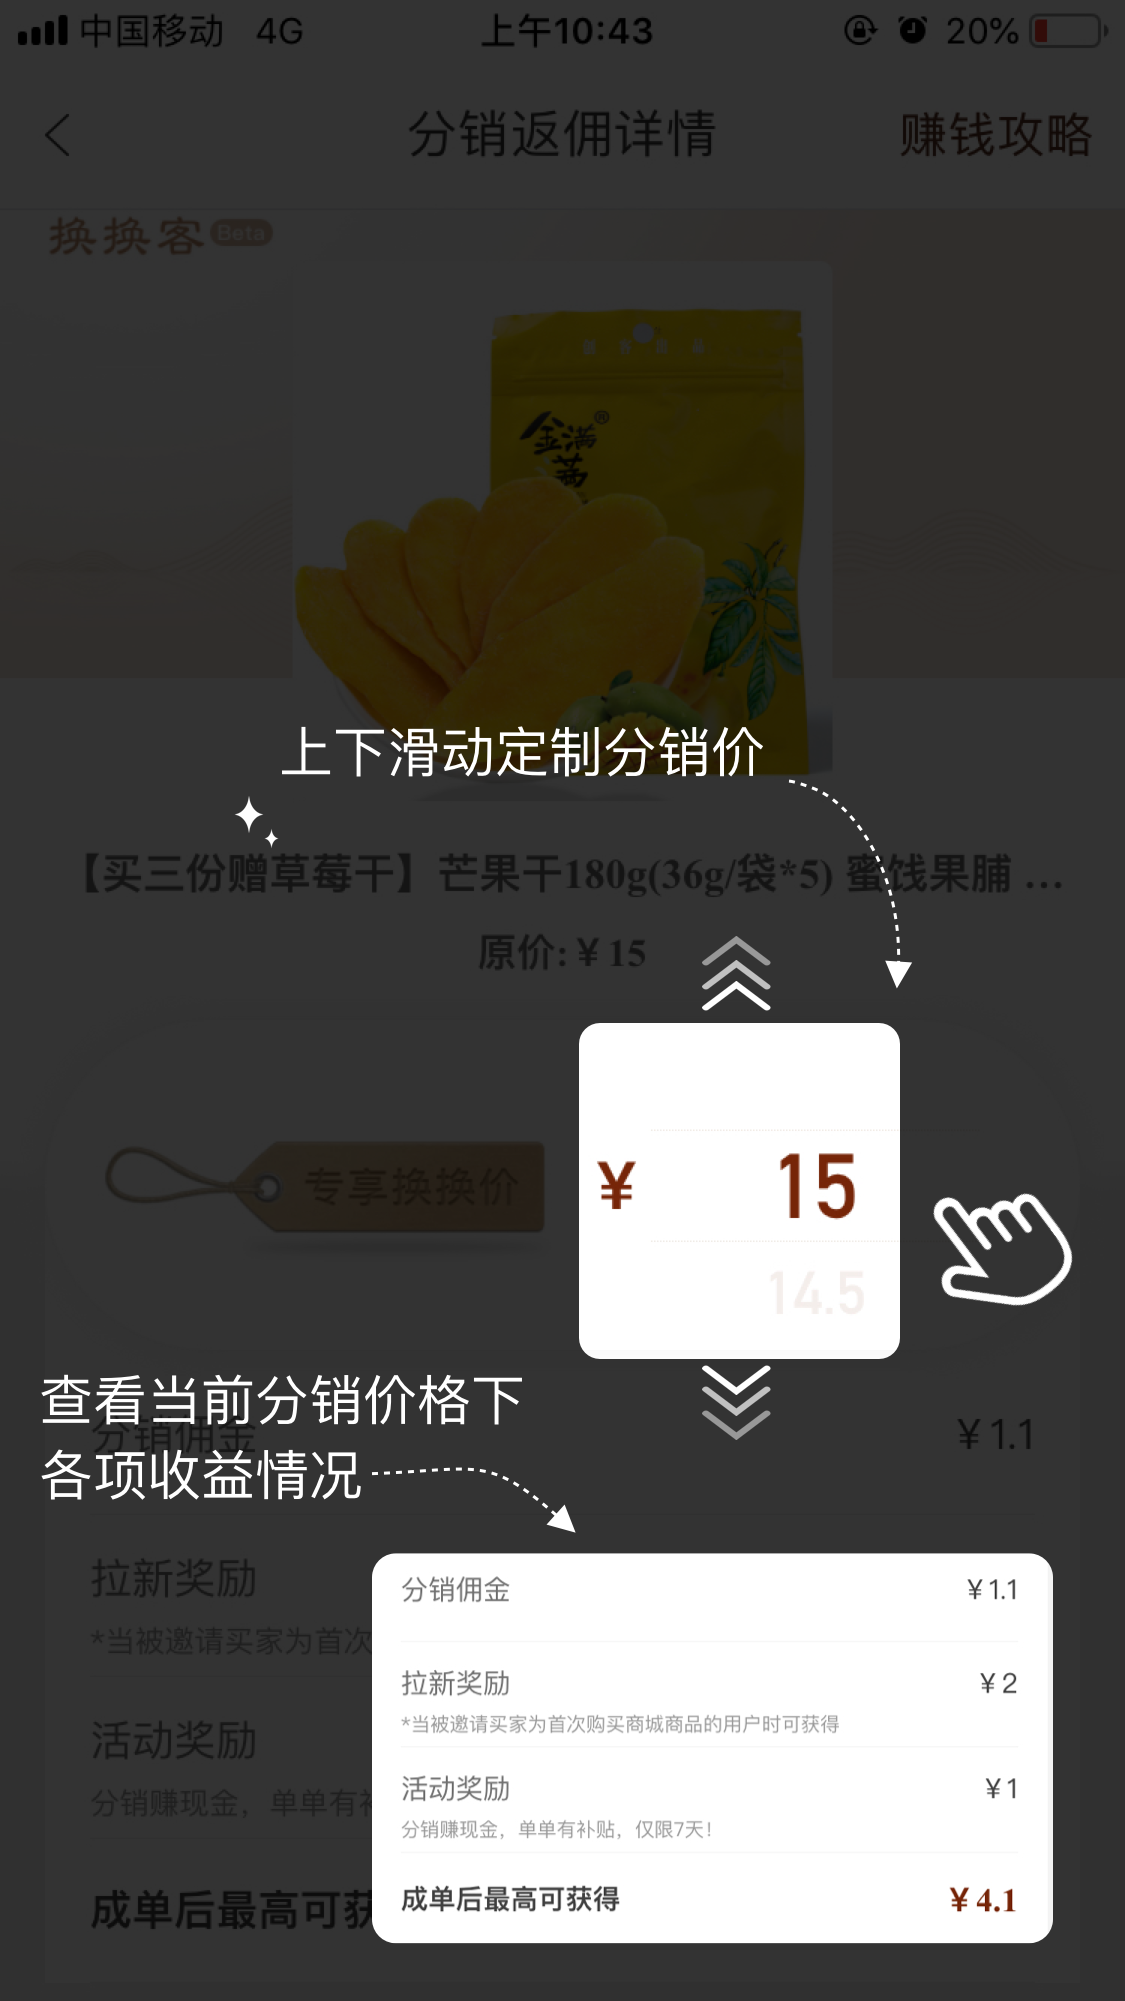 中国移动 4G 上午10:43 20%
分销返佣详情 赚钱攻略
换换客 Beta
金满茜
上下滑动定制分销价
【买三份赠草莓干】芒果干180g(36g/袋*5) 蜜饯果脯 ...
原价:¥15
专享换换价
¥ 15
14.5
查看当前分销价格下
各项收益情况
分销佣金 ¥1.1
拉新奖励
*当被邀请买家为首次
活动奖励
分销赚现金，单单有补
成单后最高可获
分销佣金 ¥1.1
拉新奖励 ¥2
*当被邀请买家为首次购买商城商品的用户时可获得
活动奖励 ¥1
分销赚现金，单单有补贴，仅限7天！
成单后最高可获得 ¥4.1